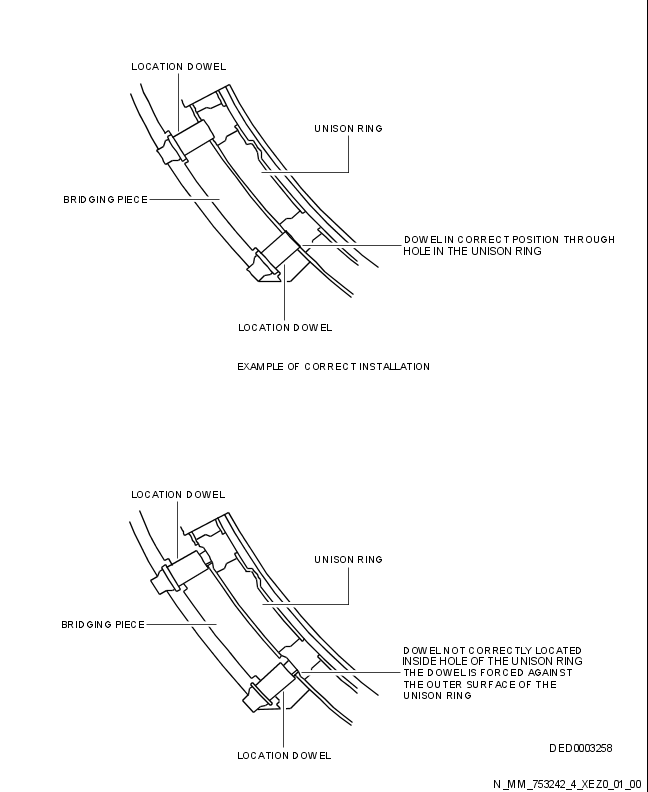 LOCATION DOWEL
UNISON RING
BRIDGING PIECE
DOWEL IN CORRECT POSITION THROUGH
HOLE IN THE UNISON RING
LOCATION DOWEL
EXAMPLE OF CORRECT INSTALLATION
LOCATION DOWEL
UNISON RING
BRIDGING PIECE
DOWEL NOT CORRECTLY LOCATED
INSIDE HOLE OF THE UNISON RING
THE DOWEL IS FORCED AGAINST
THE OUTER SURFACE OF THE
UNISON RING
DED0003258
LOCATION DOWEL
N_MM_753242_4_XEZ0_01_00